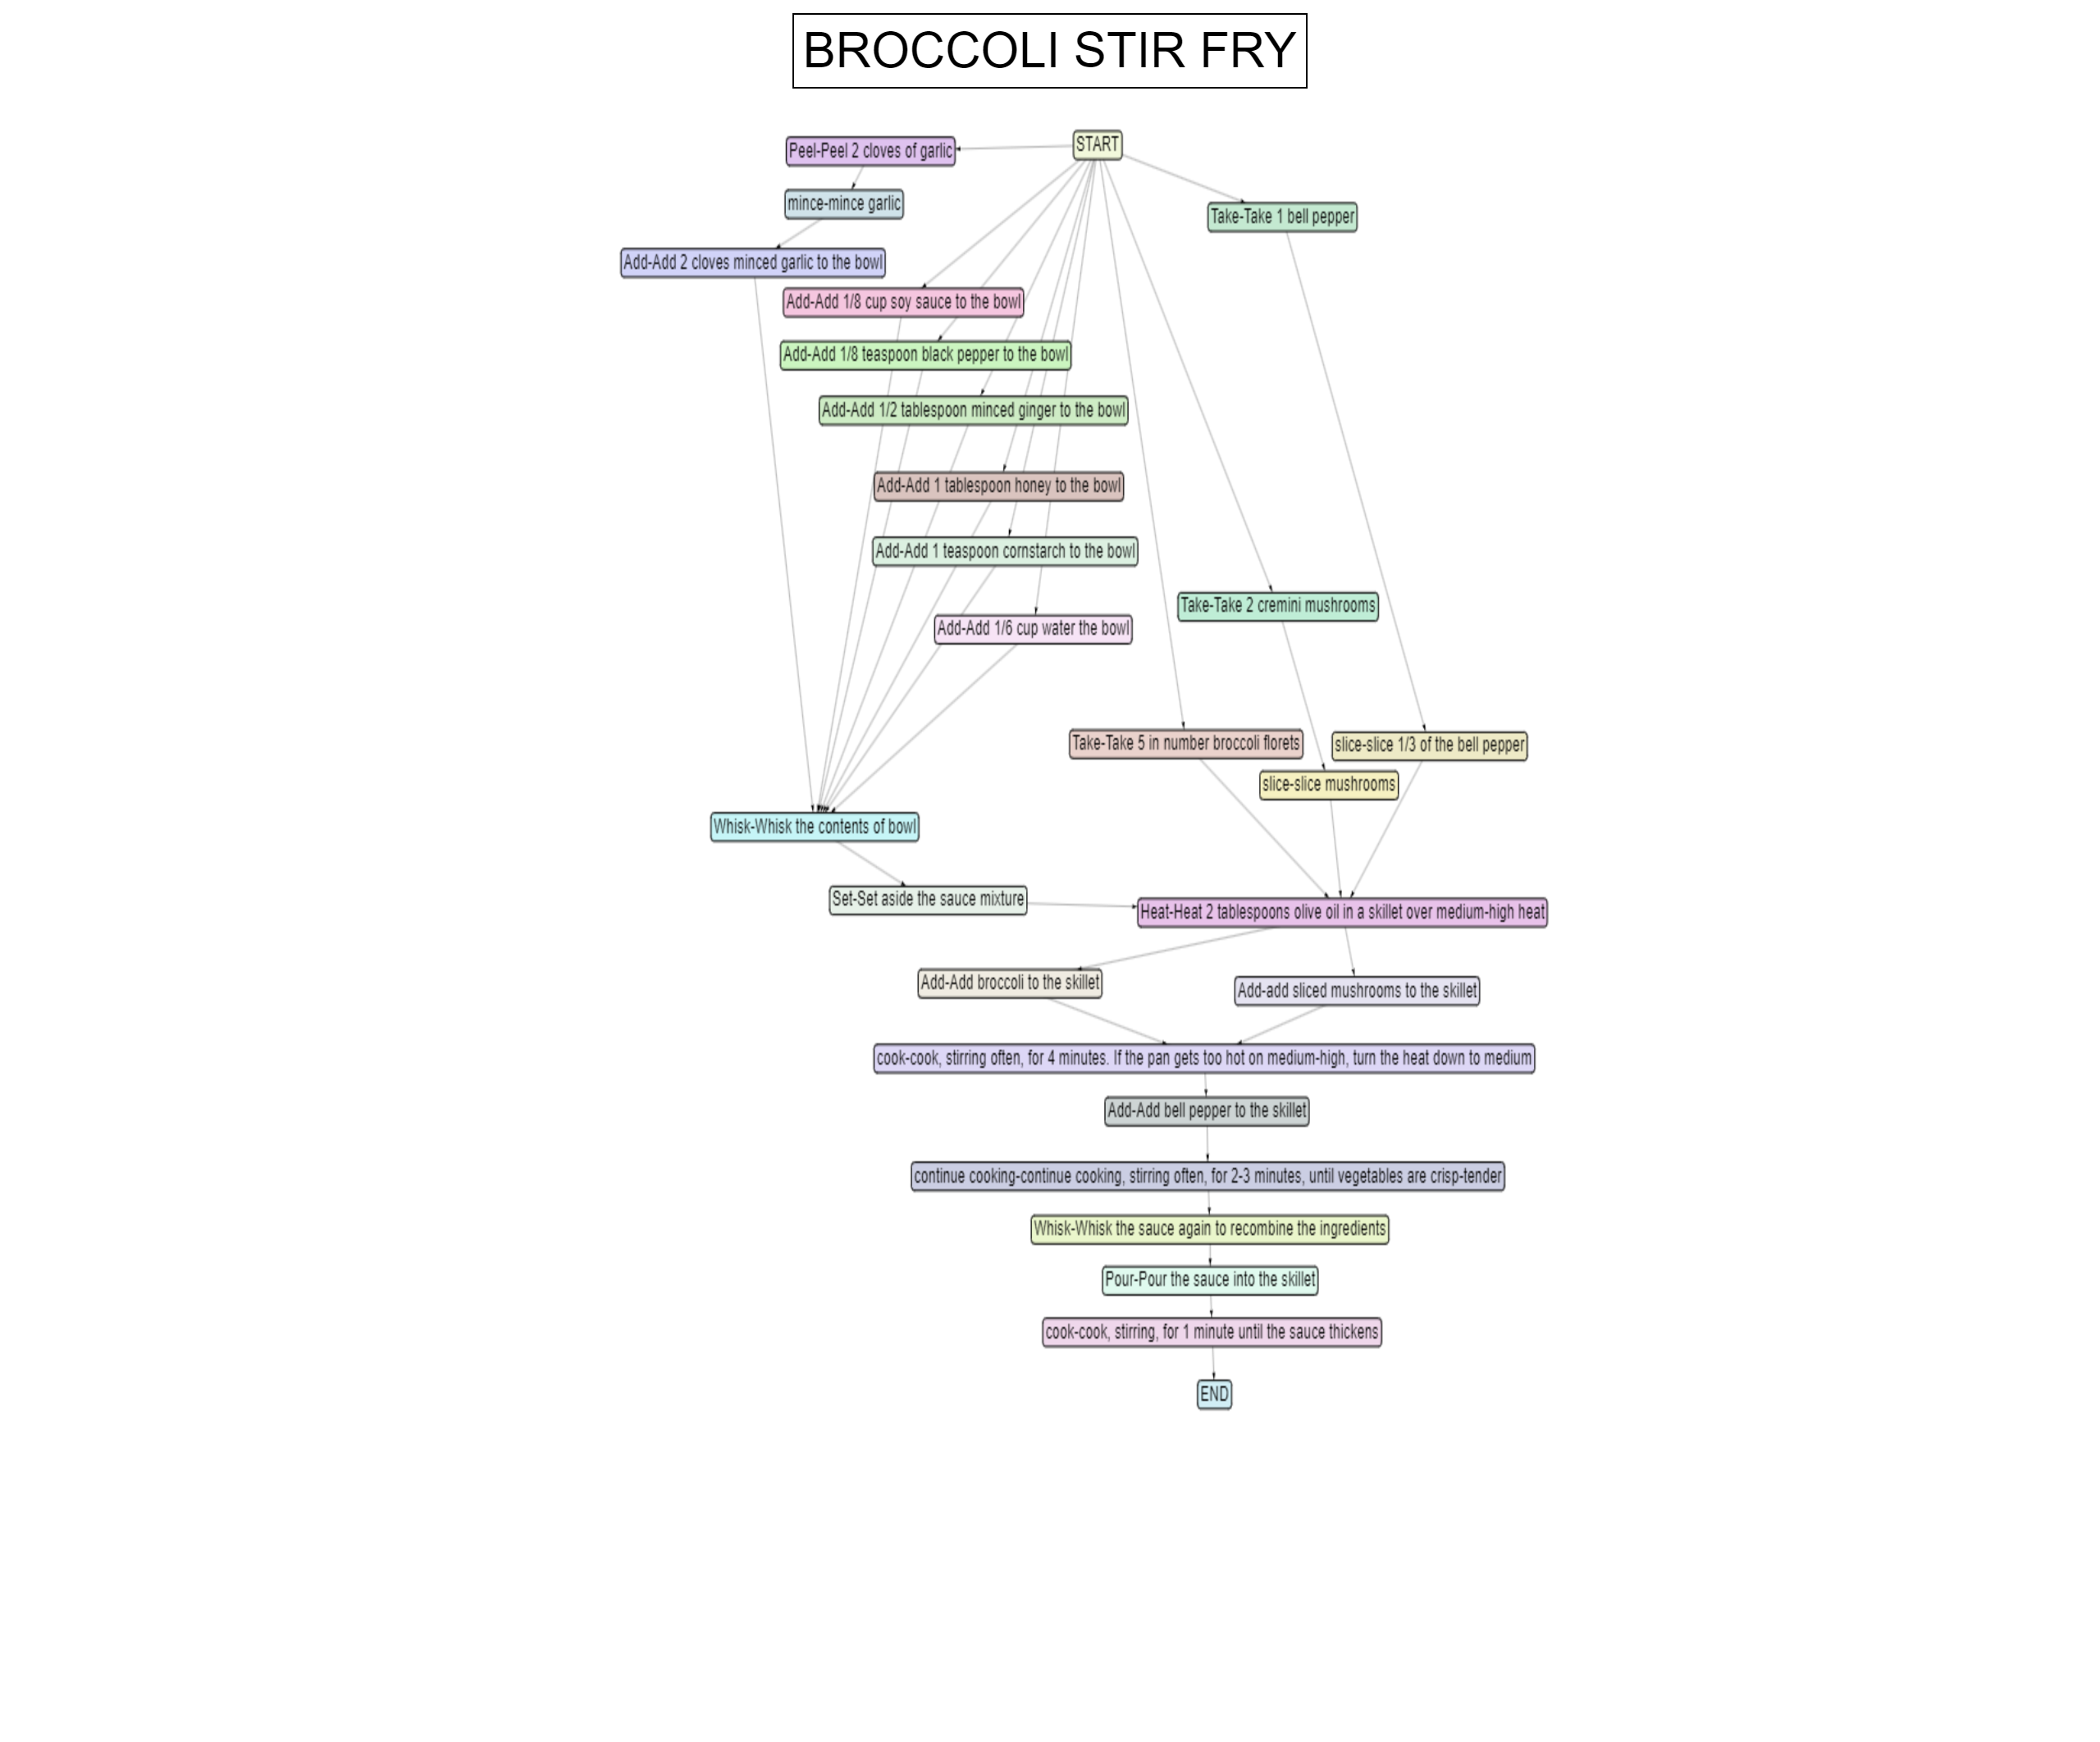 BROCCOLI STIR FRY
START
Peel-Peel 2 cloves of garlic
mince-mince garlic
Take-Take 1 bell pepper
Add-Add 2 cloves minced garlic to the bowl
Add-Add 1/8 cup soy sauce to the bowl
Add-Add 1/8 teaspoon black pepper to the bowl
Add-Add 1/2 tablespoon minced ginger to the bowl
Add-Add 1 tablespoon honey to the bowl
Add-Add 1 teaspoon cornstarch to the bowl
Take-Take 2 cremini mushrooms
Add-Add 1/6 cup water the bowl
Take-Take 5 in number broccoli florets
slice-slice 1/3 of the bell pepper
slice-slice mushrooms
Whisk-Whisk the contents of bowl
Set-Set aside the sauce mixture
Heat-Heat 2 tablespoons olive oil in a skillet over medium-high heat
Add-Add broccoli to the skillet
Add-add sliced mushrooms to the skillet
cook-cook, stirring often, for 4 minutes. If the pan gets too hot on medium-high, turn the heat down to medium
Add-Add bell pepper to the skillet
continue cooking-continue cooking, stirring often, for 2-3 minutes, until vegetables are crisp-tender
Whisk-Whisk the sauce again to recombine the ingredients
Pour-Pour the sauce into the skillet
cook-cook, stirring, for 1 minute until the sauce thickens
END